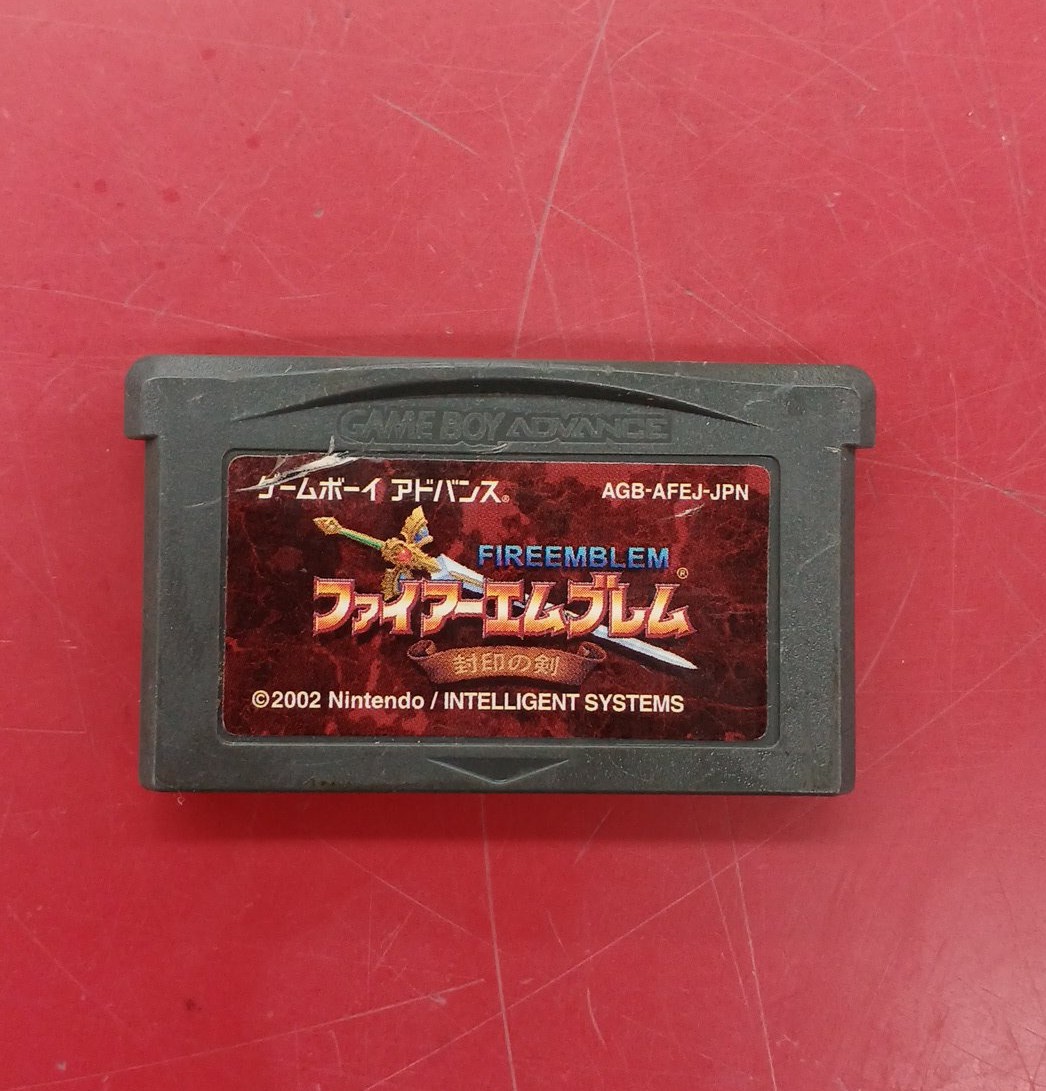 GAME BOY ADVANCE
ゲームボーイ アドバンス®
AGB-AFEJ-JPN
FIREEMBLEM
ファイアーエムブレム®
封印の剣
©2002 Nintendo / INTELLIGENT SYSTEMS